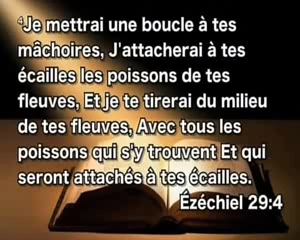 4Je mettrai une boucle à tes
mâchoires, J'attacherai à tes
écailles les poissons de tes
fleuves, Et je te tirerai du milieu
de tes fleuves, Avec tous les
poissons qui s'y trouvent Et qui
seront attachés à tes écailles.
Ézéchiel 29:4